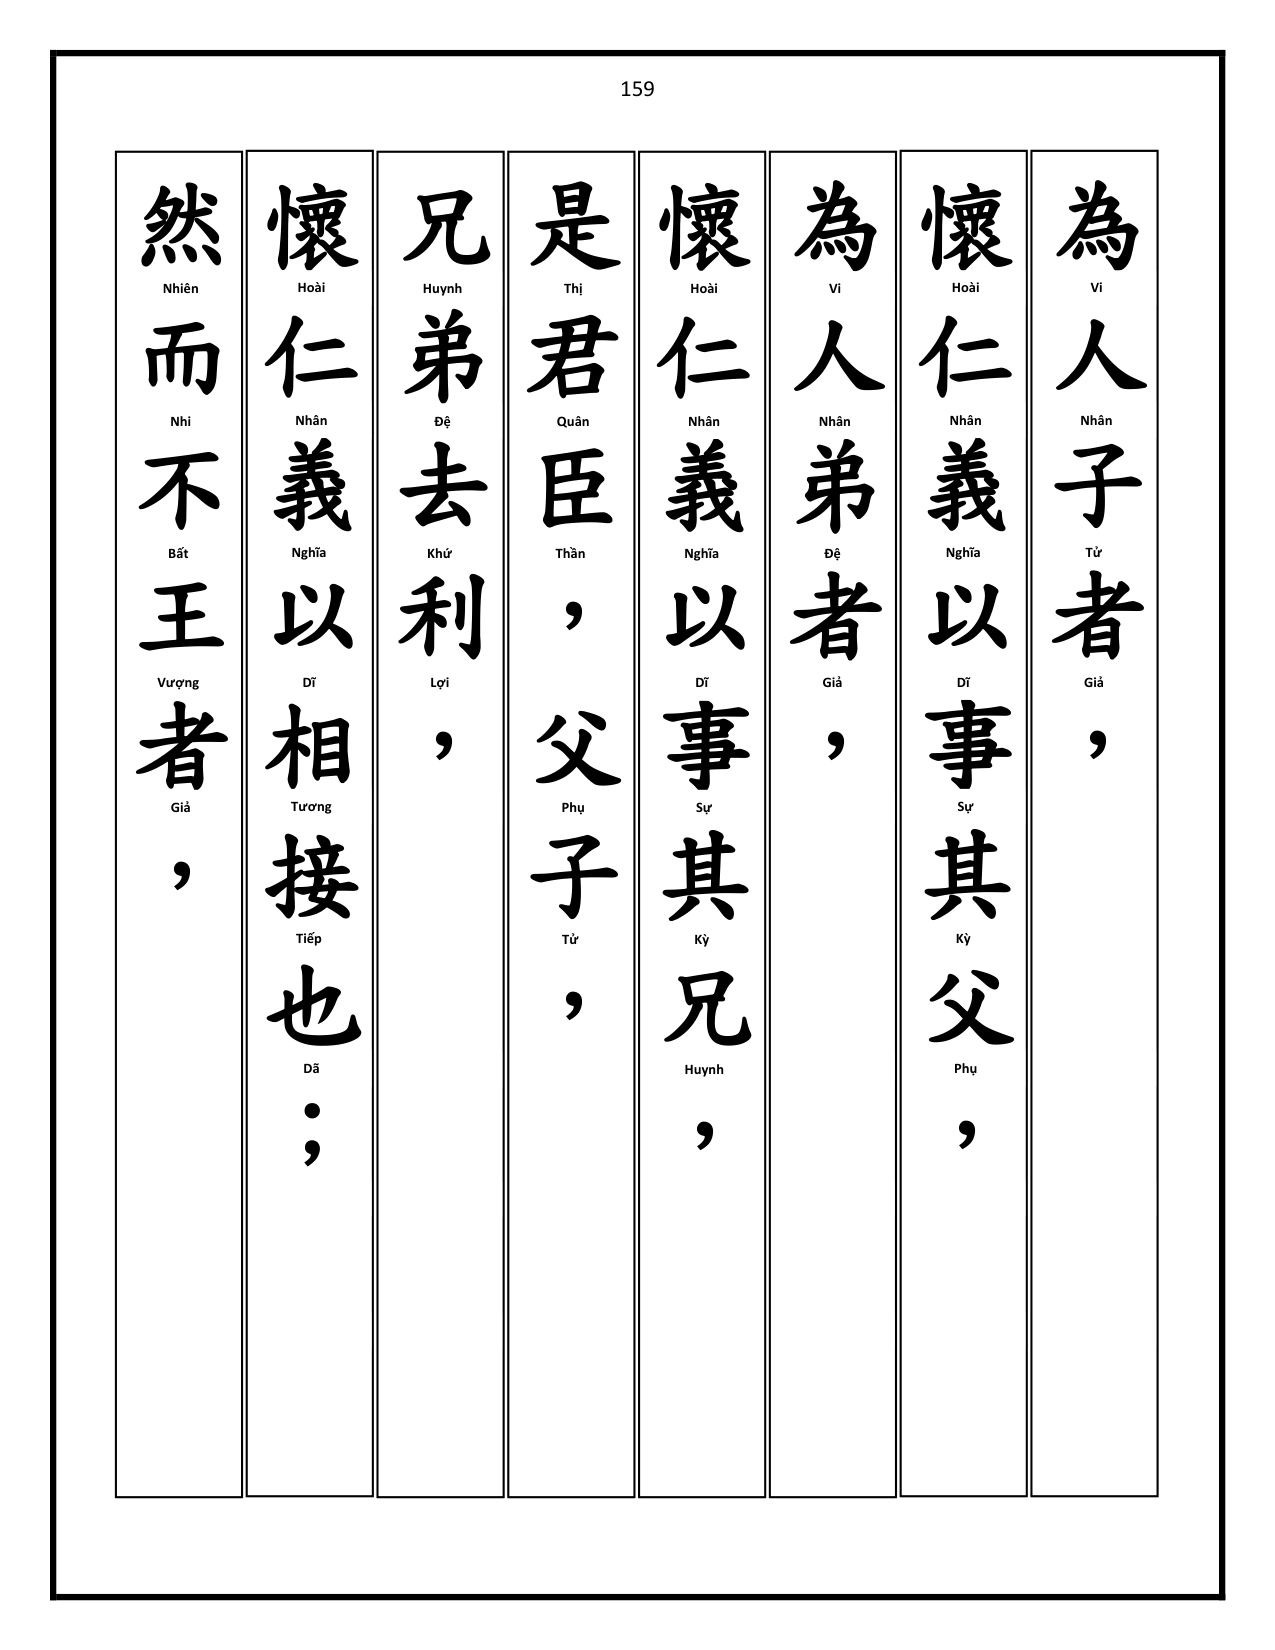 159
為人子者，
Vi Nhân Tử Giả
懷仁義以事其父，
Hoài Nhân Nghĩa Dĩ Sự Kỳ Phụ
為人弟者，
Vi Nhân Đệ Giả
懷仁義以事其兄，
Hoài Nhân Nghĩa Dĩ Sự Kỳ Huynh
是君臣，父子，
Thị Quân Thần Phụ Tử
兄弟去利，
Huynh Đệ Khứ Lợi
懷仁義以相接也；
Hoài Nhân Nghĩa Dĩ Tương Tiếp Dã
然而不王者，
Nhiên Nhi Bất Vượng Giả